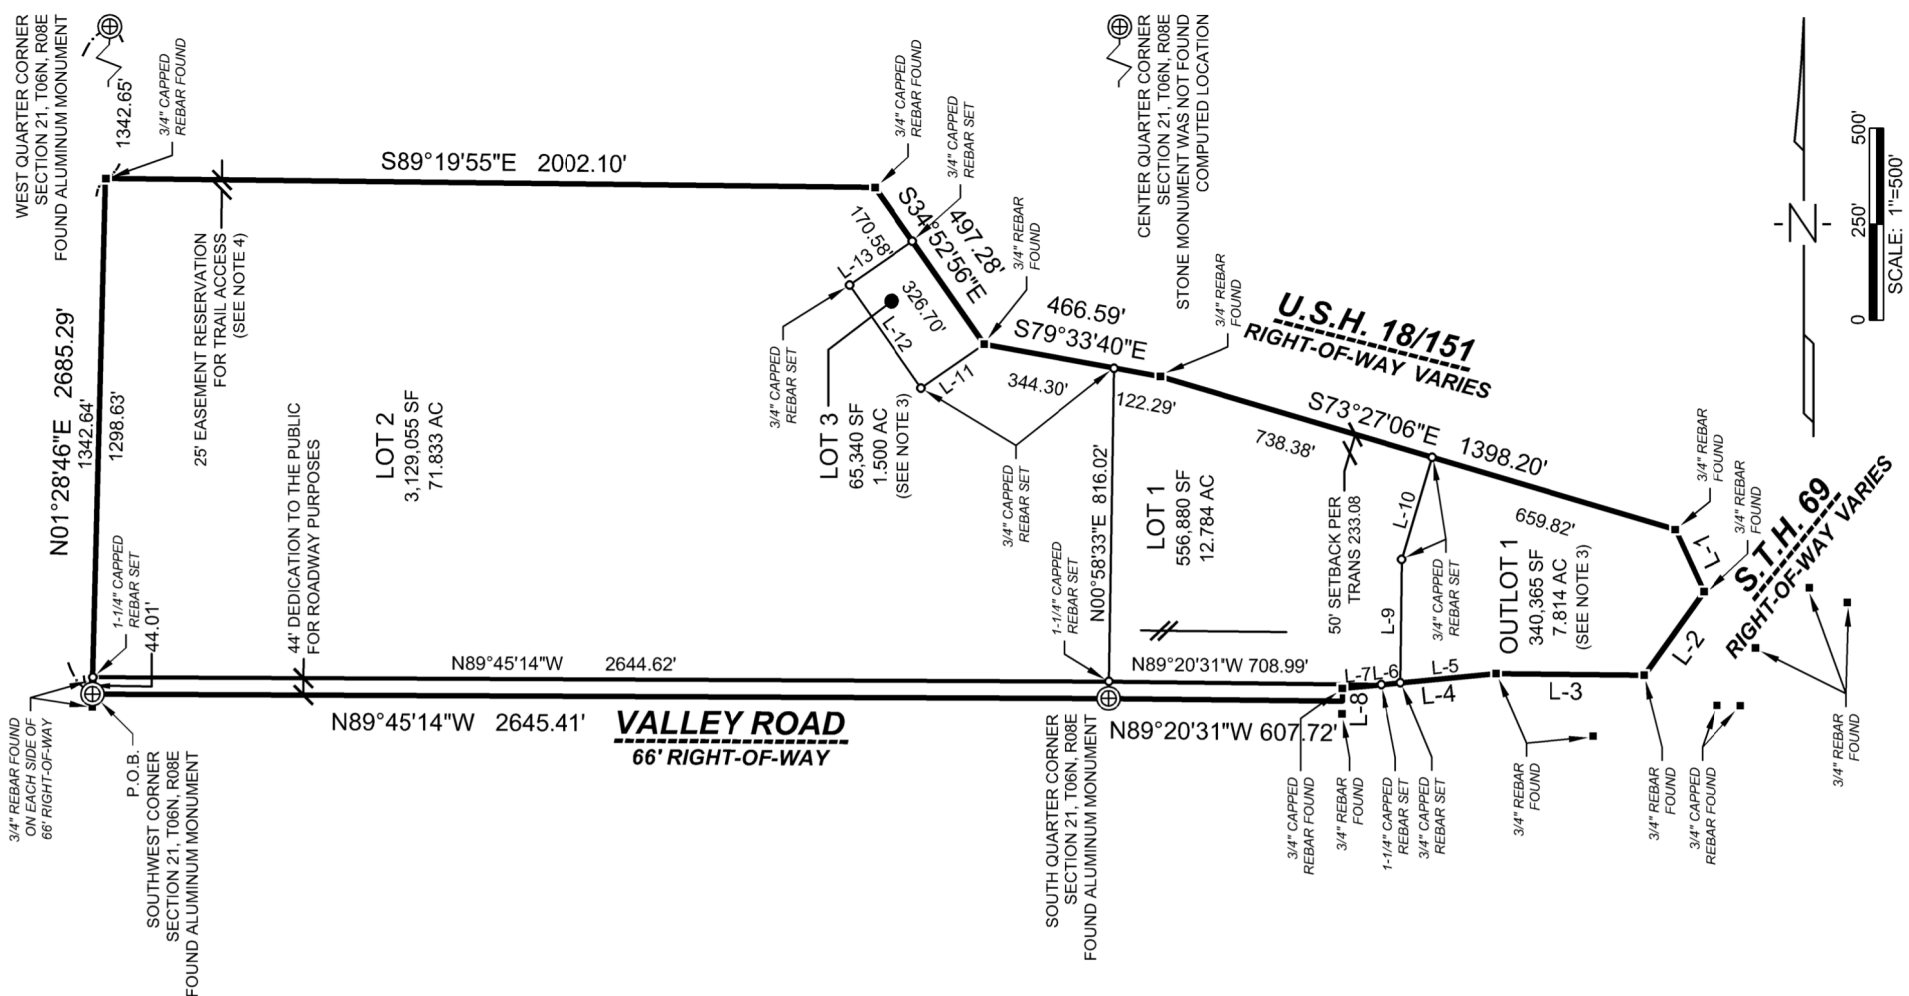 WEST QUARTER CORNER
SECTION 21, T06N, R08E
FOUND ALUMINUM MONUMENT
1342.65'
3/4" CAPPED
REBAR FOUND
S89°19'55"E 2002.10'
3/4" CAPPED
REBAR FOUND
3/4" CAPPED
REBAR SET
S34°52'56"E
497.28'
170.58'
L-13
326.70'
L-12
L-11
3/4" REBAR
FOUND
CENTER QUARTER CORNER
SECTION 21, T06N, R08E
STONE MONUMENT WAS NOT FOUND
COMPUTED LOCATION
N
0 250' 500'
SCALE: 1"=500'
N01°28'46"E 2685.29'
1342.64'
1298.63'
25' EASEMENT RESERVATION
FOR TRAIL ACCESS
(SEE NOTE 4)
LOT 2
3,129,055 SF
71.833 AC
3/4" CAPPED
REBAR SET
LOT 3
65,340 SF
1.500 AC
(SEE NOTE 3)
466.59'
S79°33'40"E
344.30'
122.29'
3/4" REBAR
FOUND
U.S.H. 18/151
RIGHT-OF-WAY VARIES
S73°27'06"E 1398.20'
738.38'
659.82'
3/4" CAPPED
REBAR SET
N00°58'33"E 816.02'
LOT 1
556,880 SF
12.784 AC
50' SETBACK PER
TRANS 233.08
L-10
L-9
3/4" CAPPED
REBAR SET
OUTLOT 1
340,365 SF
7.814 AC
(SEE NOTE 3)
3/4" REBAR
FOUND
L-1
3/4" REBAR
FOUND
S.T.H. 69
RIGHT-OF-WAY VARIES
L-2
1-1/4" CAPPED
REBAR SET
44.01'
44' DEDICATION TO THE PUBLIC
FOR ROADWAY PURPOSES
N89°45'14"W 2644.62'
1-1/4" CAPPED
REBAR SET
N89°20'31"W 708.99'
L-7
L-6
L-5
L-8
L-4
L-3
N89°45'14"W 2645.41'
VALLEY ROAD
66' RIGHT-OF-WAY
N89°20'31"W 607.72'
3/4" REBAR FOUND
ON EACH SIDE OF
66' RIGHT-OF-WAY
P.O.B.
SOUTHWEST CORNER
SECTION 21, T06N, R08E
FOUND ALUMINUM MONUMENT
SOUTH QUARTER CORNER
SECTION 21, T06N, R08E
FOUND ALUMINUM MONUMENT
3/4" CAPPED
REBAR FOUND
3/4" REBAR
FOUND
1-1/4" CAPPED
REBAR SET
3/4" CAPPED
REBAR SET
3/4" REBAR
FOUND
3/4" REBAR
FOUND
3/4" CAPPED
REBAR FOUND
3/4" REBAR
FOUND